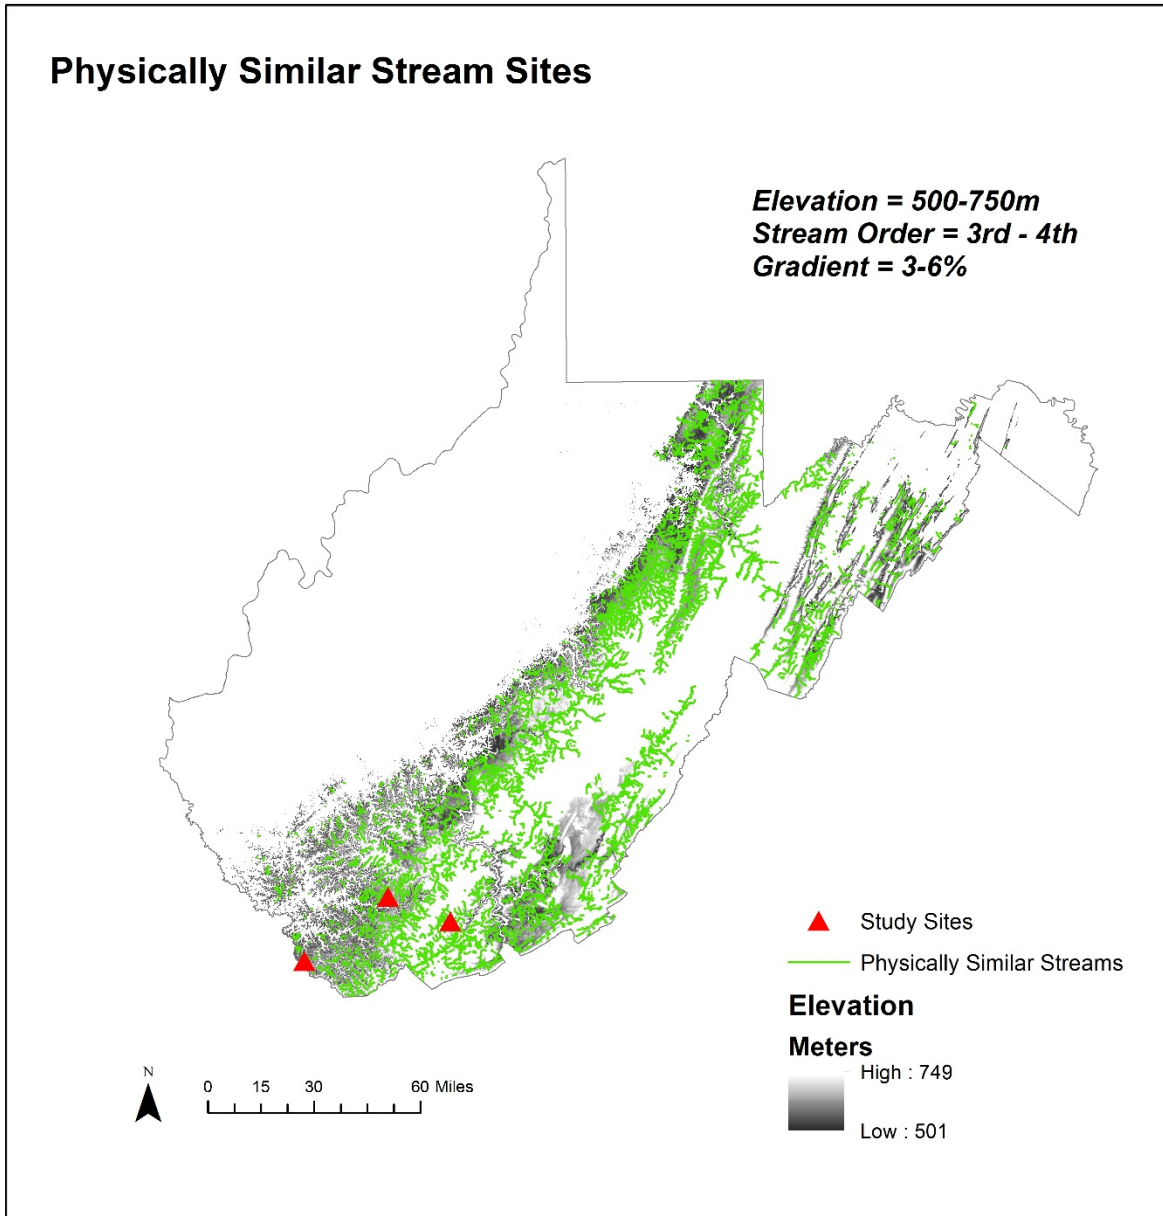 Physically Similar Stream Sites
Elevation = 500-750m
Stream Order = 3rd - 4th
Gradient = 3-6%
Study Sites
Physically Similar Streams
Elevation
Meters
High : 749
Low : 501
N
0 15 30 60 Miles